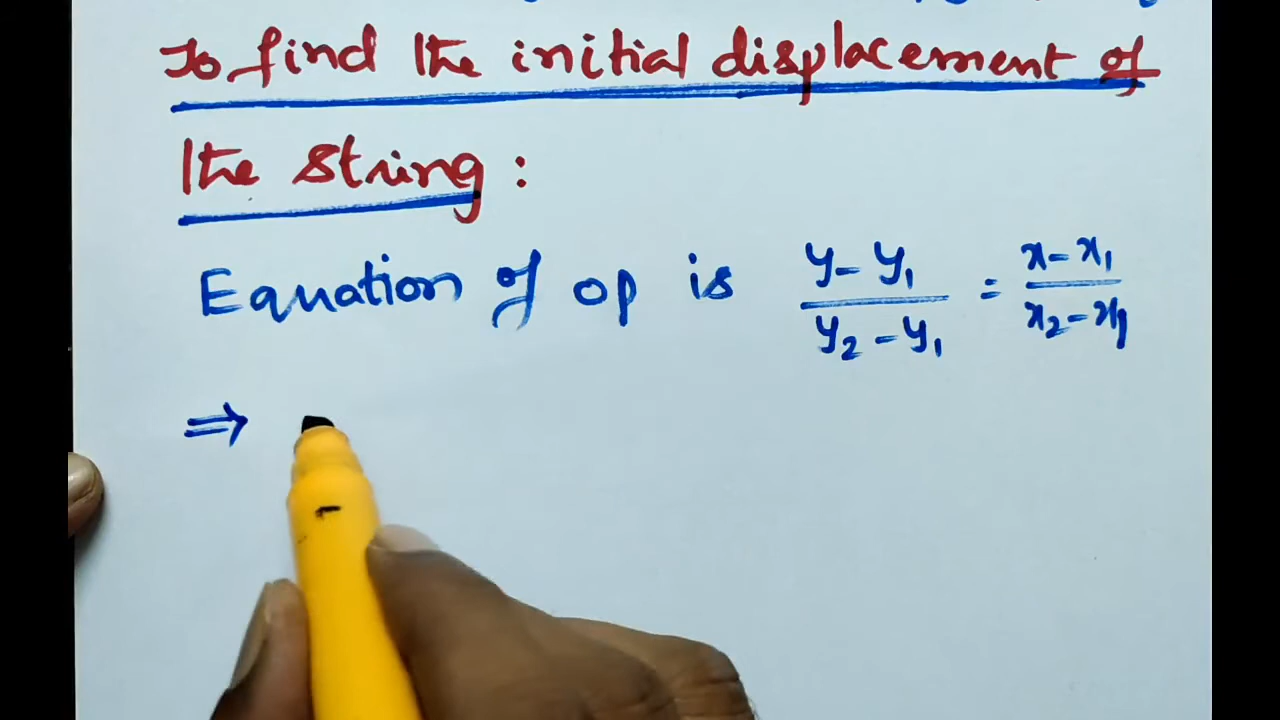 To find the initial displacement of
the string :
Equation of op is y - y₁ / y₂ - y₁ = x - x₁ / x₂ - x₁
⇒